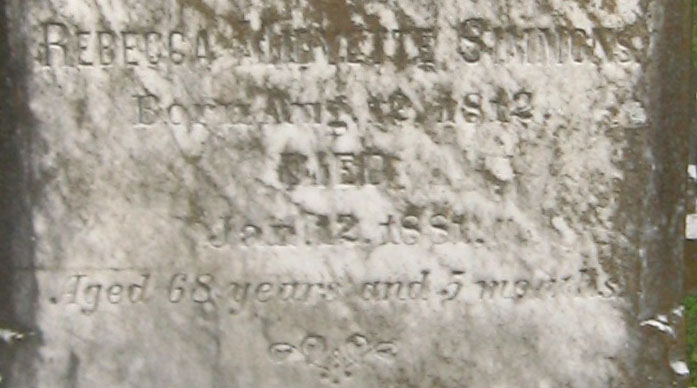 REBECCA SIMMONS.
Born Aug 12 1812
DIED
Jan. 12. 1881.
Aged 68 years and 5 months.